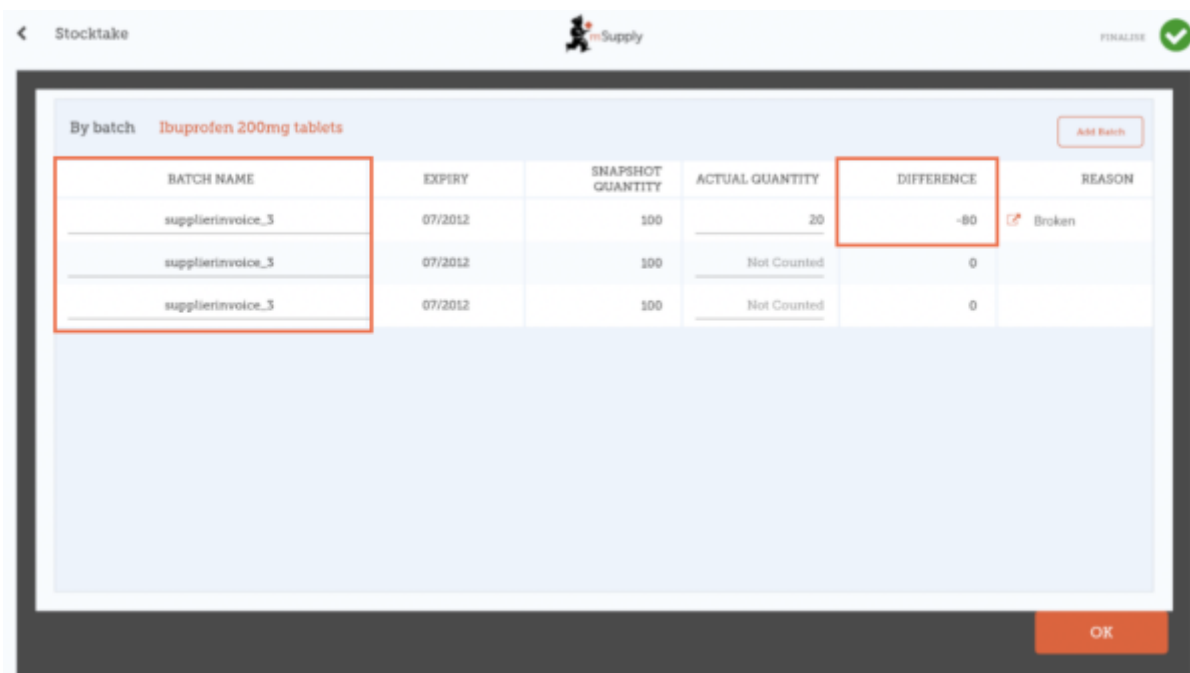 Stocktake
mSupply
FINALISE
By batch Ibuprofen 200mg tablets
Add Batch
BATCH NAME EXPIRY SNAPSHOT QUANTITY ACTUAL QUANTITY DIFFERENCE REASON
supplierinvoice_3 07/2012 100 20 -80 Broken
supplierinvoice_3 07/2012 100 Not Counted 0
supplierinvoice_3 07/2012 100 Not Counted 0
OK